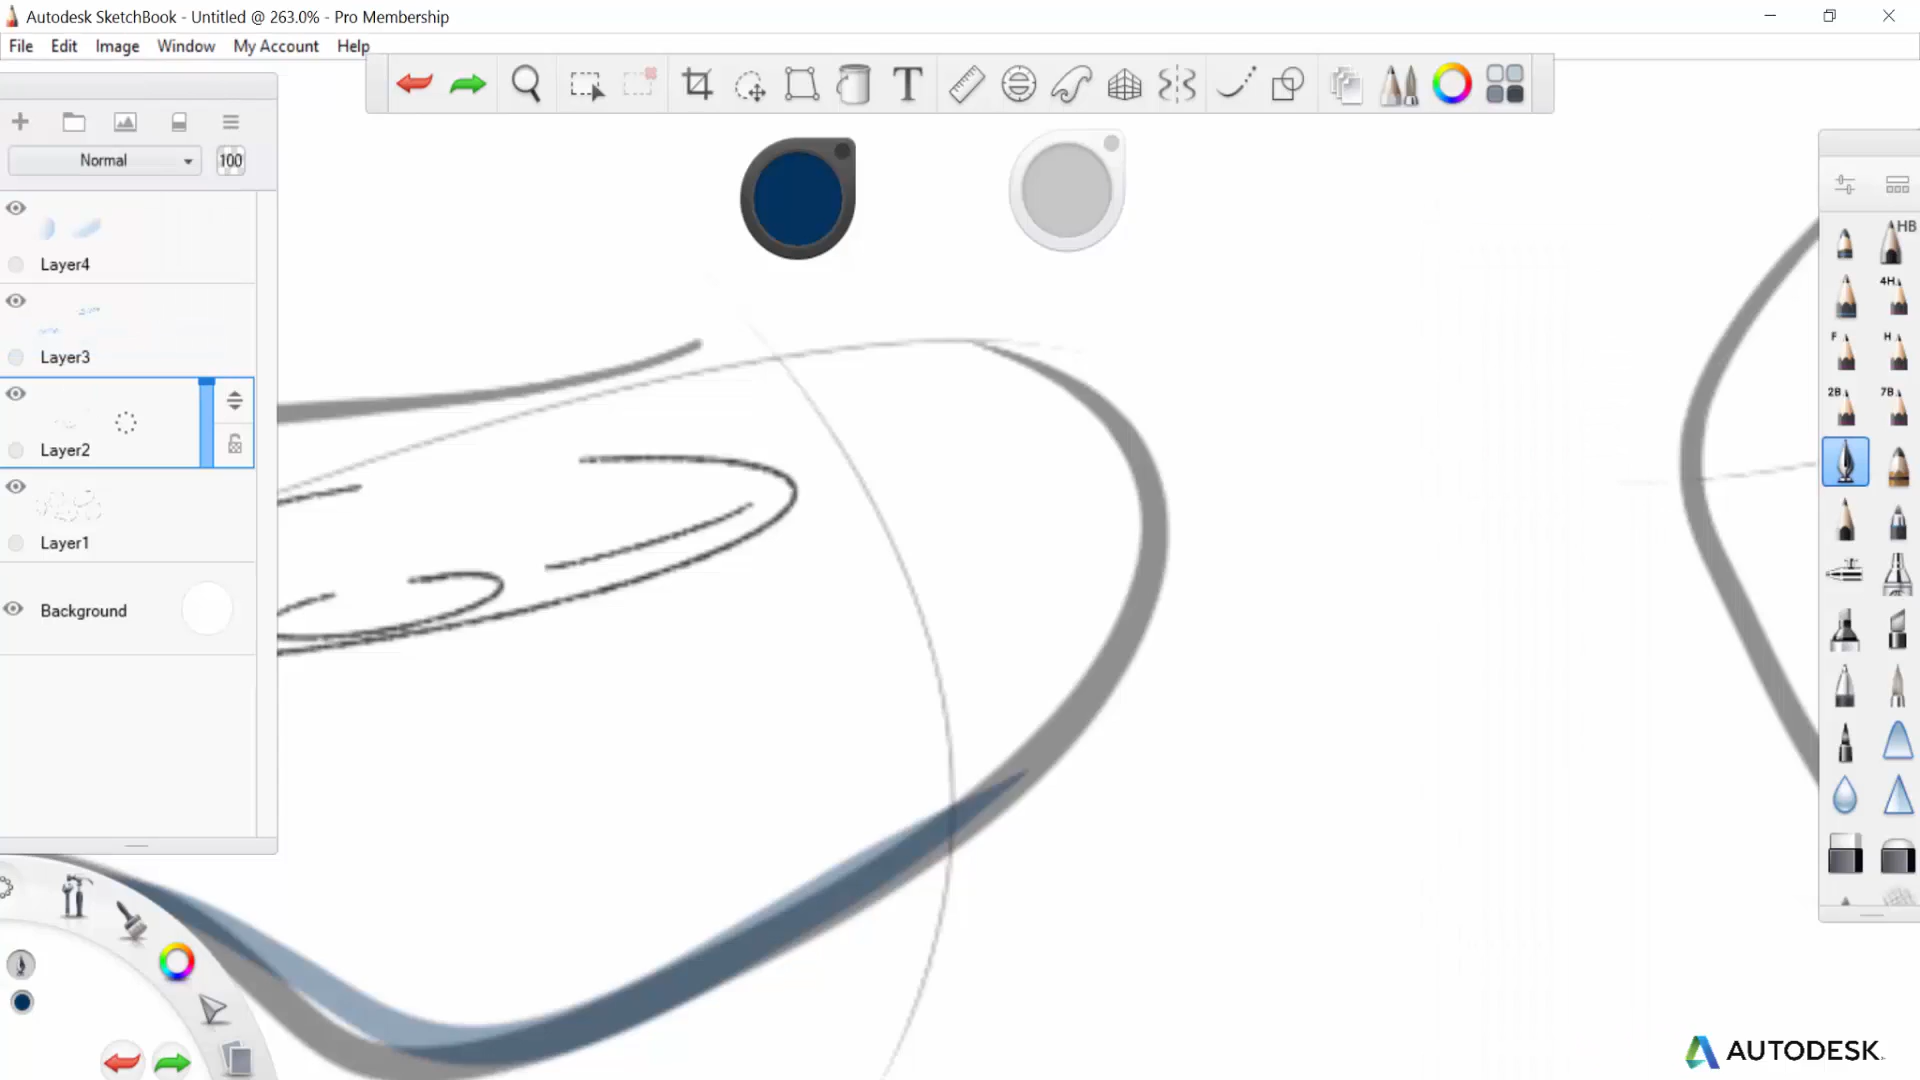 Autodesk SketchBook - Untitled @ 263.0% - Pro Membership
File Edit Image Window My Account Help
T
Normal 100
Layer4
Layer3
Layer2
Layer1
Background
HB
4H
F H
2B 7B
AUTODESK